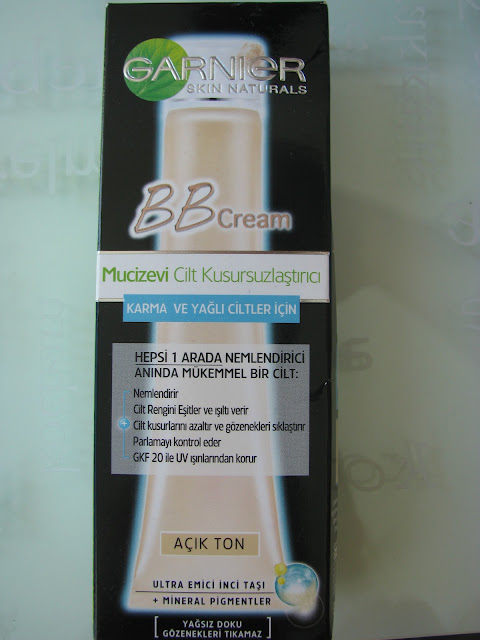 GARNIER
SKIN NATURALS
BB Cream
Mucizevi Cilt Kusursuzlaştırıcı
KARMA VE YAĞLI CİLTLER İÇİN
HEPSİ 1 ARADA NEMLENDİRİCİ
ANINDA MÜKEMMEL BİR CİLT:
Nemlendirir
Cilt Rengini Eşitler ve ışıltı verir
+ Cilt kusurlarını azaltır ve gözenekleri sıklaştırır
Parlamayı kontrol eder
GKF 20 ile UV ışınlarından korur
AÇIK TON
ULTRA EMİCİ İNCİ TAŞI
+ MİNERAL PİGMENTLER
[ YAĞSIZ DOKU
GÖZENEKLERİ TIKAMAZ ]